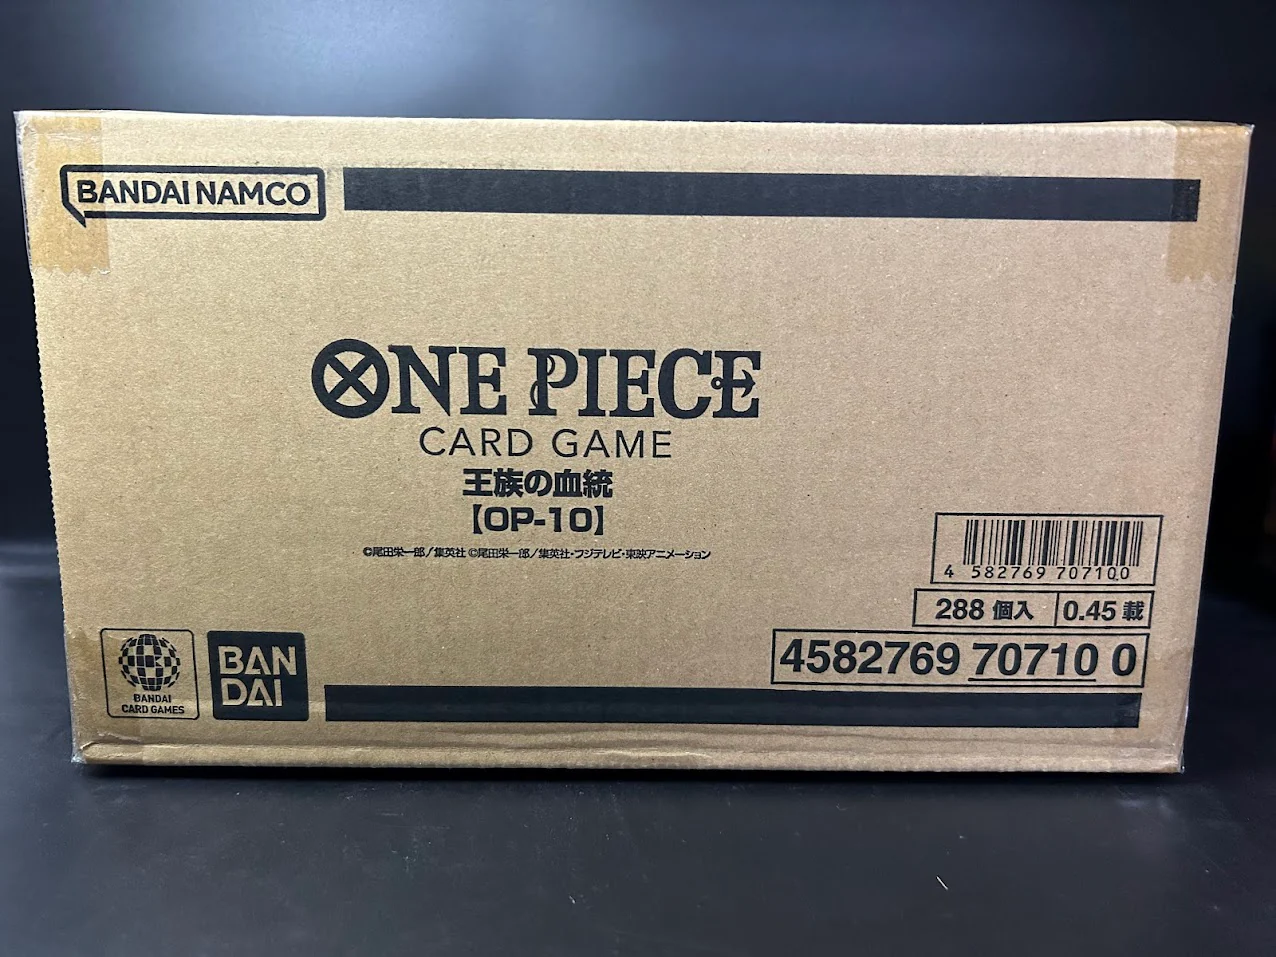 BANDAI NAMCO
ONE PIECE
CARD GAME
王族の血統
【OP-10】
©尾田栄一郎/集英社 ©尾田栄一郎/集英社・フジテレビ・東映アニメーション
4 582769 707100
288 個入 0.45 載
4582769 70710 0
BANDAI
CARD GAMES
BAN
DAI